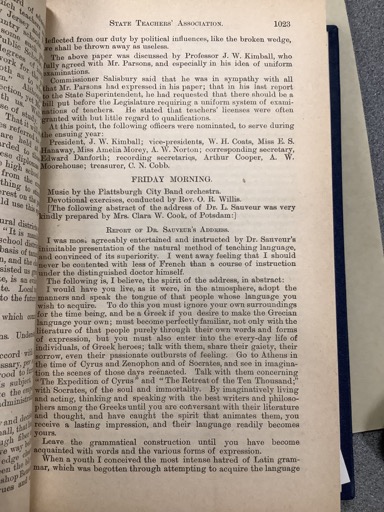 STATE TEACHERS' ASSOCIATION. 1023
deflected from our duty by political influences, like the broken wedge,
we shall be thrown away as useless.
The above paper was discussed by Professor J. W. Kimball, who
fully agreed with Mr. Parsons, and especially in his idea of uniform
examinations.
Commissioner Salisbury said that he was in sympathy with all
that Mr. Parsons had expressed in his paper; that in his last report
to the State Superintendent, he had requested that there should be a
bill put before the Legislature requiring a uniform system of exami-
nations of teachers. He stated that teachers' licenses were often
granted with but little regard to qualifications.
At this point, the following officers were nominated, to serve during
the ensuing year:
President, J. W. Kimball; vice-presidents, W. H. Coats, Miss E. S.
Hanaway, Miss Amelia Morey, A. W. Norton; corresponding secretary,
Edward Danforth; recording secretaries, Arthur Cooper, A. W.
Moorehouse; treasurer, C. N. Cobb.
FRIDAY MORNING.
Music by the Plattsburgh City Band orchestra.
Devotional exercises, conducted by Rev. O. R. Willis.
[The following abstract of the address of Dr. L. Sauveur was very
kindly prepared by Mrs. Clara W. Cook, of Potsdam:]
REPORT OF DR. SAUVEUR'S ADDRESS.
I was most agreeably entertained and instructed by Dr. Sauveur's
inimitable presentation of the natural method of teaching language,
and convinced of its superiority. I went away feeling that I should
never be contented with less of French than a course of instruction
under the distinguished doctor himself.
The following is, I believe, the spirit of the address, in abstract:
I would have you live, as it were, in the atmosphere, adopt the
manners and speak the tongue of that people whose language you
wish to acquire. To do this you must ignore your own surroundings
for the time being, and be a Greek if you desire to make the Grecian
language your own; must become perfectly familiar, not only with the
literature of that people purely through their own words and forms
of expression, but you must also enter into the every-day life of
individuals, of Greek heroes; talk with them, share their gaiety, their
sorrow, even their passionate outbursts of feeling. Go to Athens in
the time of Cyrus and Zenophon and of Socrates, and see in imagina-
tion the scenes of those days reënacted. Talk with them concerning
"The Expedition of Cyrus" and "The Retreat of the Ten Thousand;"
with Socrates, of the soul and immortality. By imaginatively living
and acting, thinking and speaking with the best writers and philoso-
phers among the Greeks until you are conversant with their literature
and thought, and have caught the spirit that animates them, you
receive a lasting impression, and their language readily becomes
yours.
Leave the grammatical construction until you have become
acquainted with words and the various forms of expression.
When a youth I conceived the most intense hatred of Latin gram-
mar, which was begotten through attempting to acquire the language